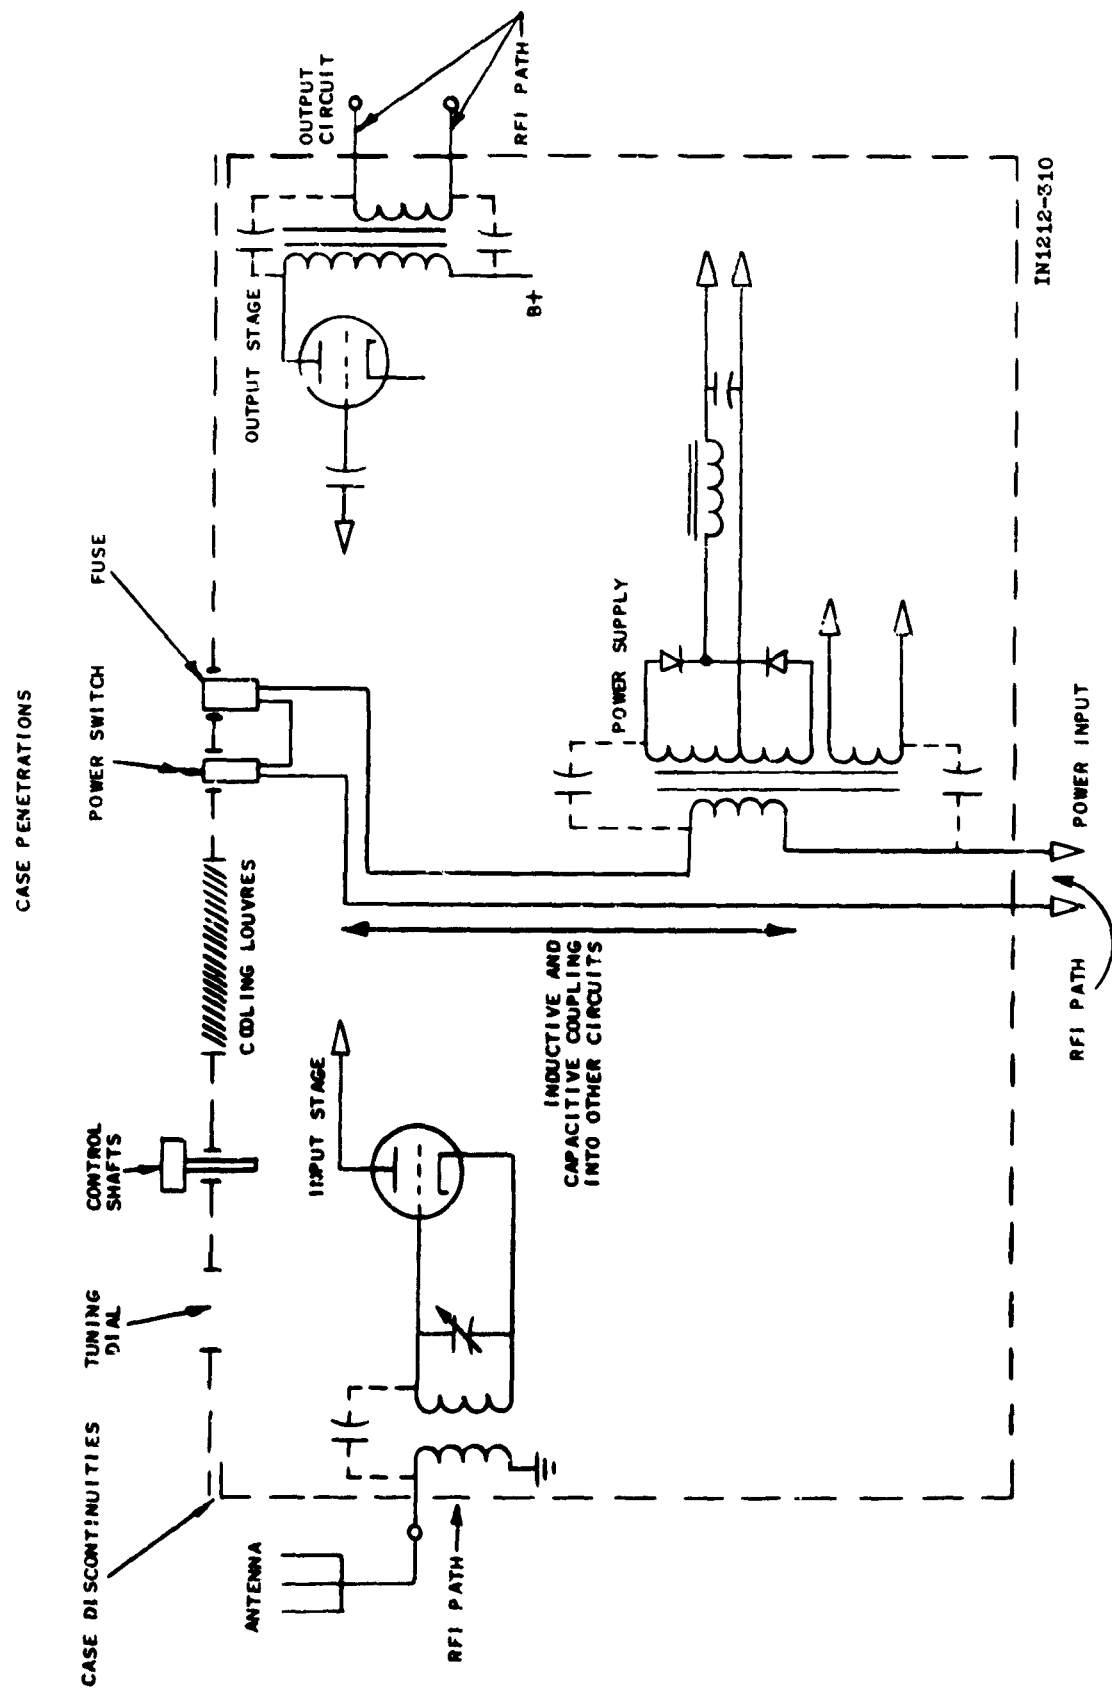 CASE PENETRATIONS
CASE DISCONTINUITIES
TUNING
DIAL
CONTROL
SHAFTS
POWER SWITCH
FUSE
COOLING LOUVRES
OUTPUT
CIRCUIT
OUTPUT STAGE
RFI PATH
B+
ANTENNA
INPUT STAGE
RFI PATH
INDUCTIVE AND
CAPACITIVE COUPLING
INTO OTHER CIRCUITS
POWER SUPPLY
RFI PATH
POWER INPUT
IN1212-310